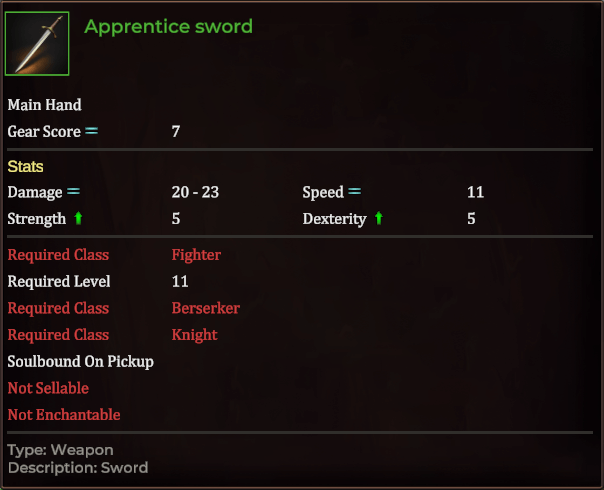 Apprentice sword
Main Hand
Gear Score 7
Stats
Damage 20 - 23 Speed 11
Strength 5 Dexterity 5
Required Class Fighter
Required Level 11
Required Class Berserker
Required Class Knight
Soulbound On Pickup
Not Sellable
Not Enchantable
Type: Weapon
Description: Sword